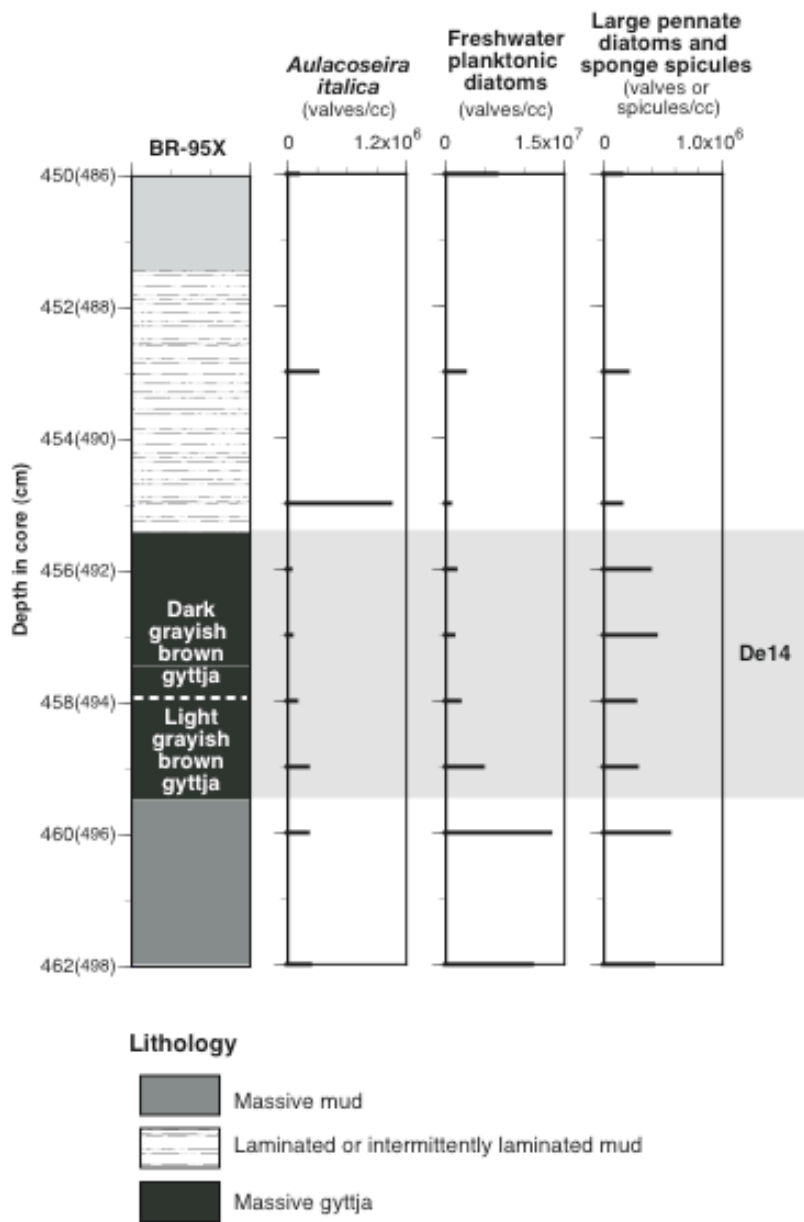 Aulacoseira
italica
(valves/cc)
Freshwater
planktonic
diatoms
(valves/cc)
Large pennate
diatoms and
sponge spicules
(valves or
spicules/cc)
BR-95X
0 1.2x10⁶
0 1.5x10⁷
0 1.0x10⁶
Depth in core (cm)
450(486)
452(488)
454(490)
456(492)
458(494)
460(496)
462(498)
Dark
grayish
brown
gyttja
Light
grayish
brown
gyttja
De14
Lithology
Massive mud
Laminated or intermittently laminated mud
Massive gyttja